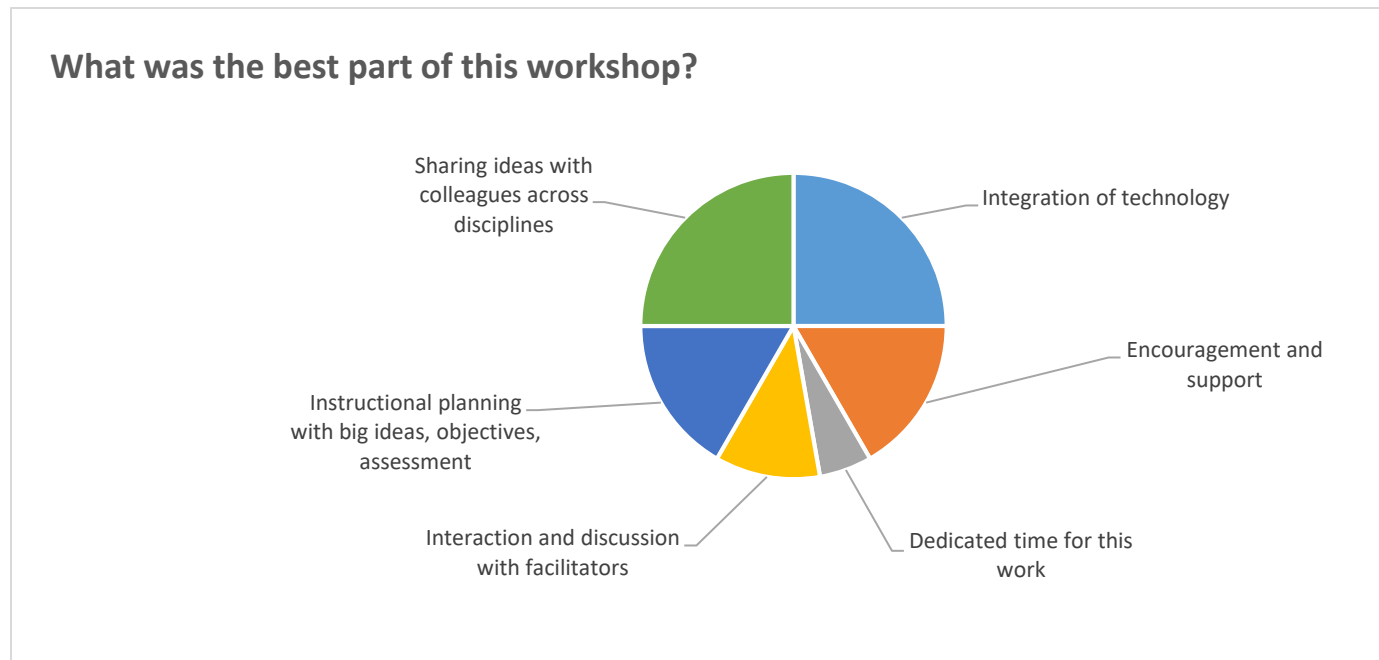 What was the best part of this workshop?
Sharing ideas with
colleagues across
disciplines
Integration of technology
Encouragement and
support
Instructional planning
with big ideas, objectives,
assessment
Interaction and discussion
with facilitators
Dedicated time for this
work